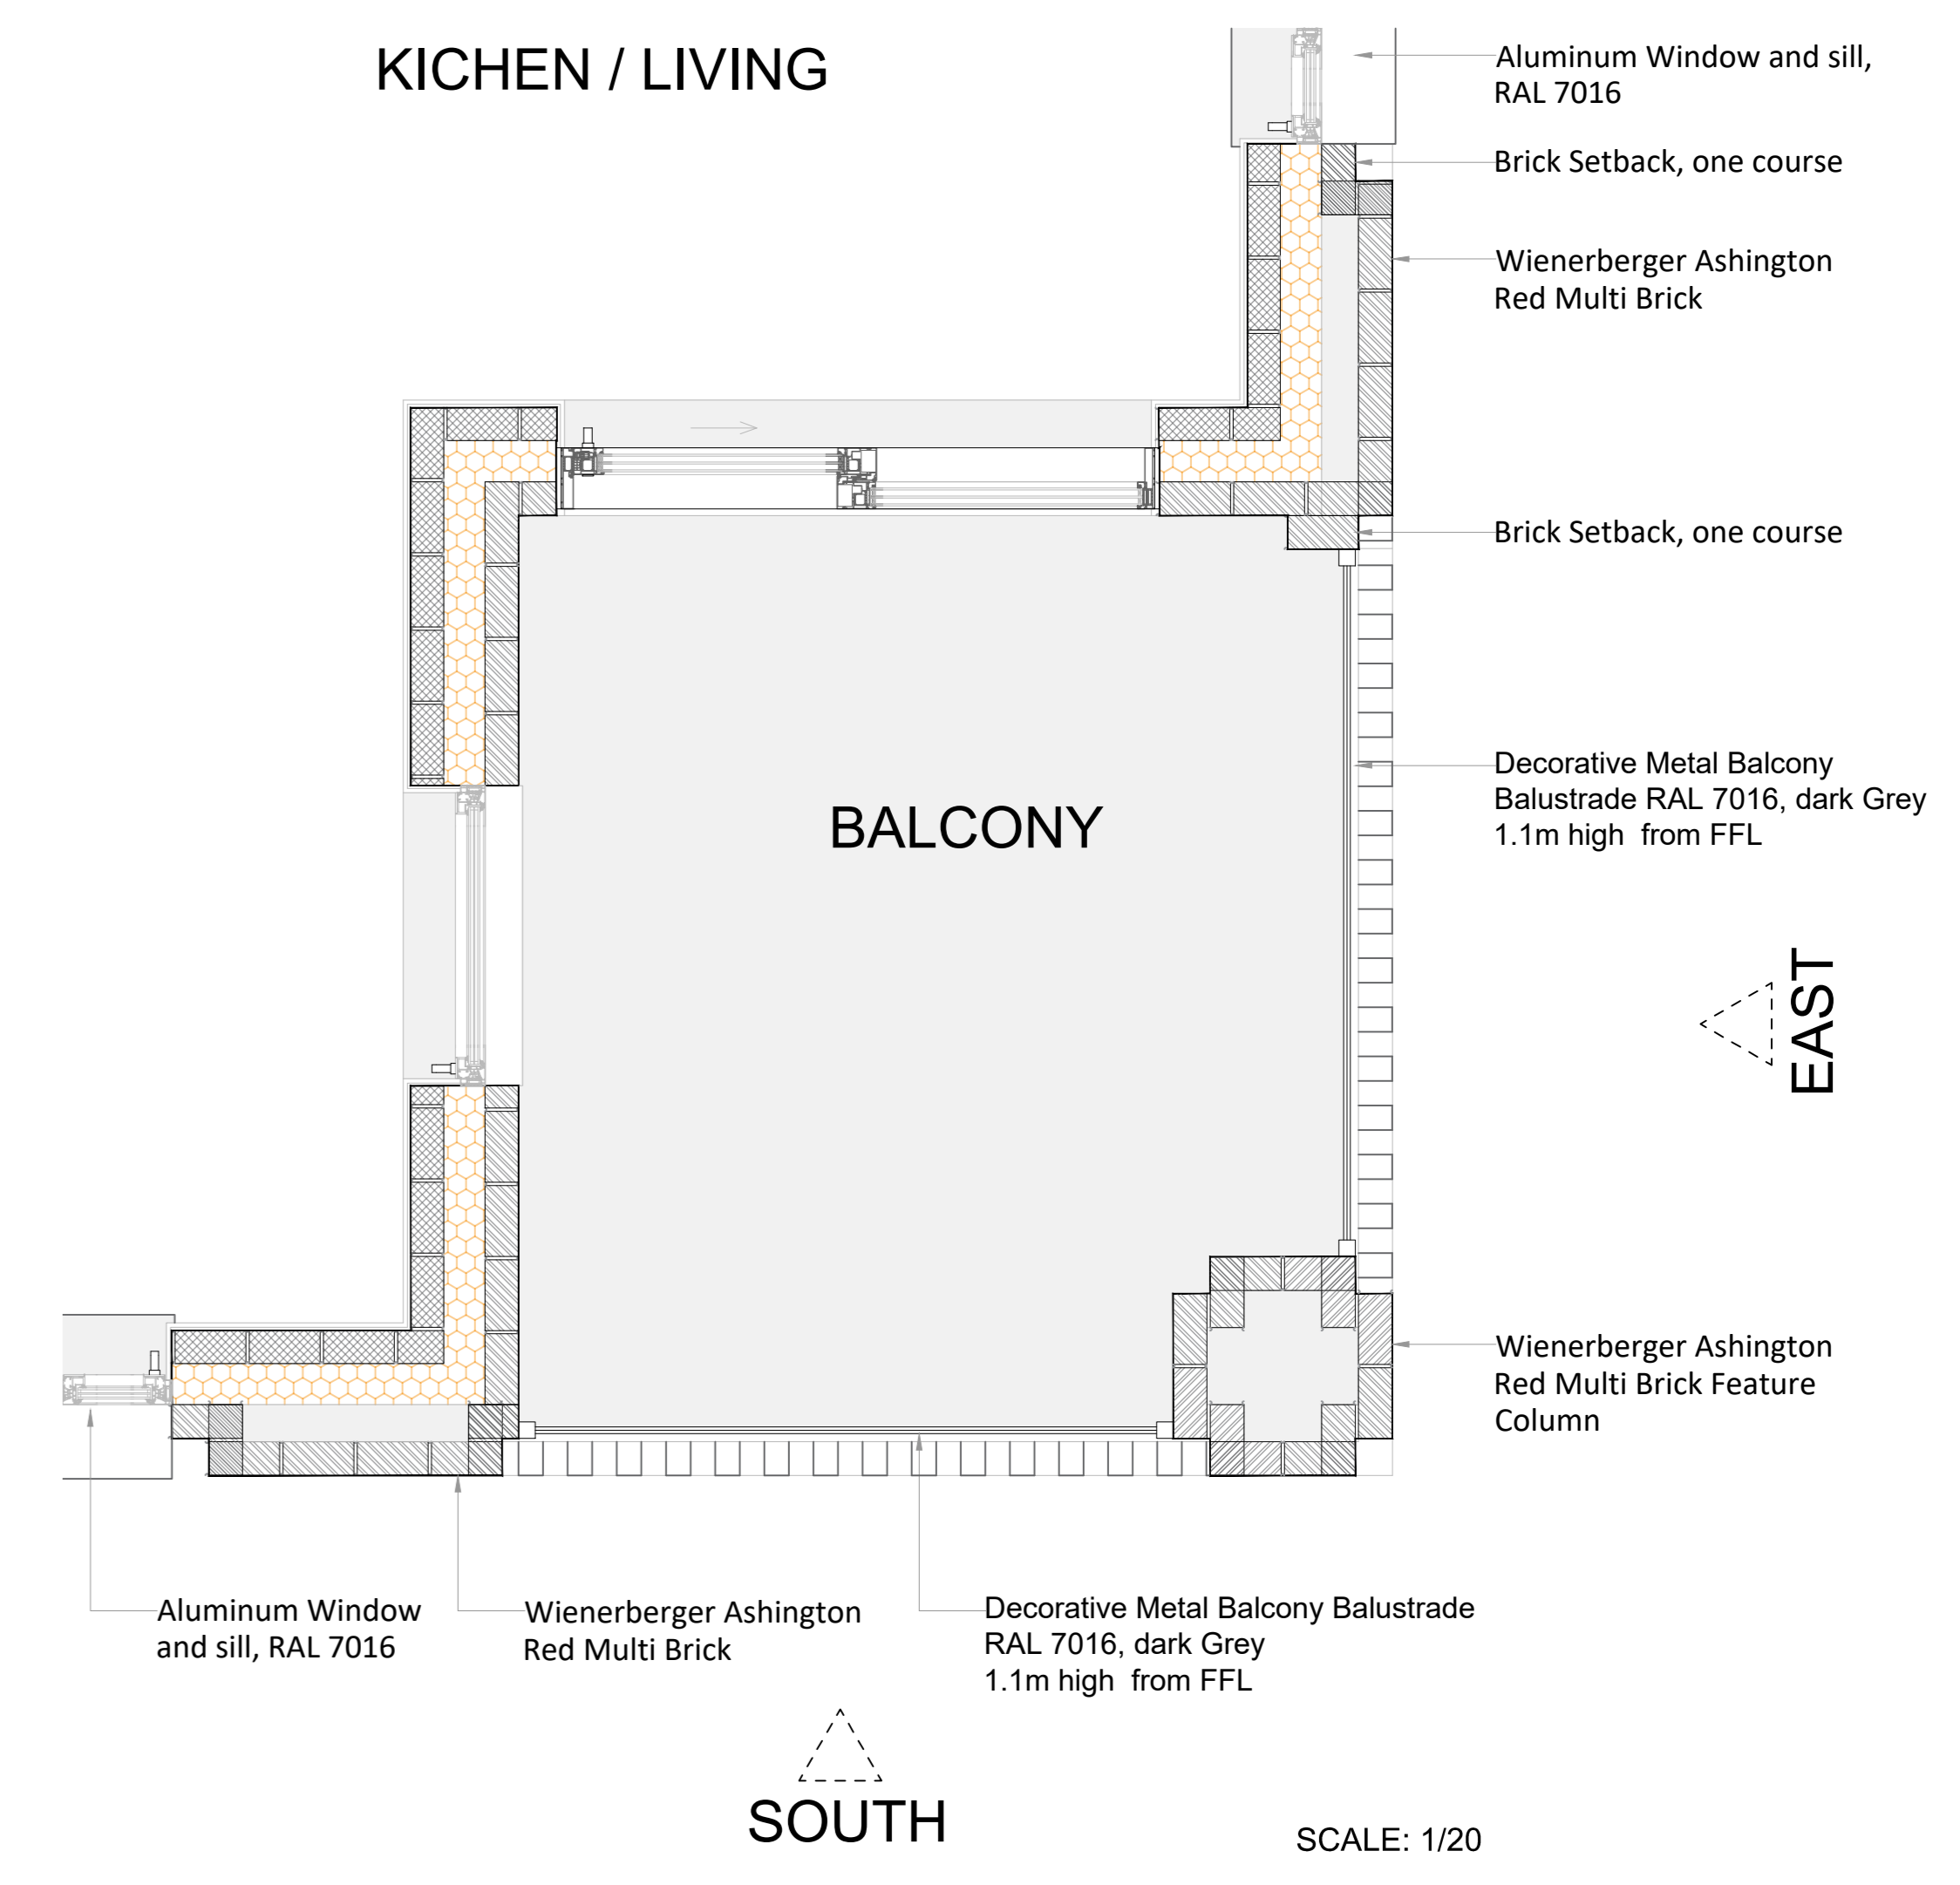 KICHEN / LIVING
Aluminum Window and sill,
RAL 7016
Brick Setback, one course
Wienerberger Ashington
Red Multi Brick
Brick Setback, one course
Decorative Metal Balcony
Balustrade RAL 7016, dark Grey
1.1m high from FFL
BALCONY
EAST
Wienerberger Ashington
Red Multi Brick Feature
Column
Aluminum Window
and sill, RAL 7016
Wienerberger Ashington
Red Multi Brick
Decorative Metal Balcony Balustrade
RAL 7016, dark Grey
1.1m high from FFL
SOUTH
SCALE: 1/20